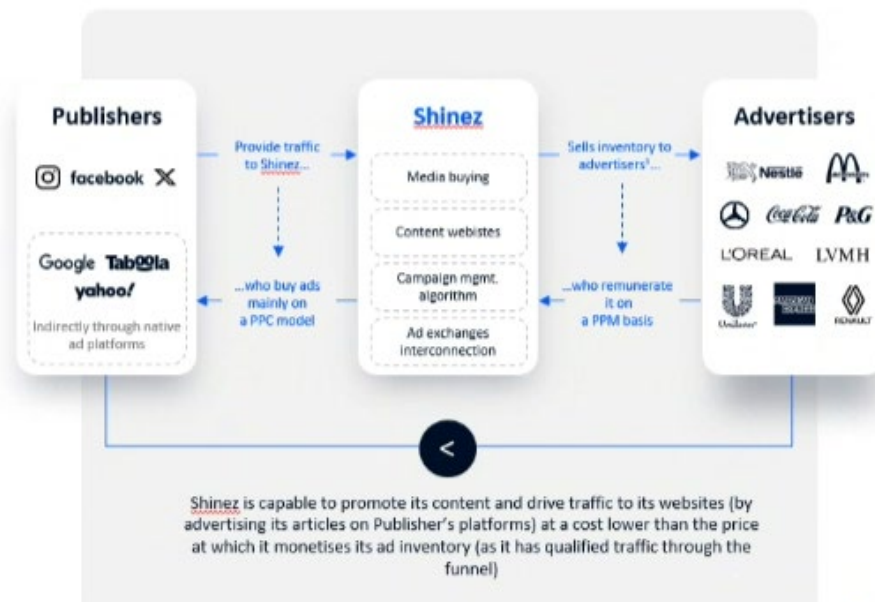 Publishers
facebook
Google Taboola
yahoo!
Indirectly through native
ad platforms
Provide traffic
to Shinez...
...who buy ads
mainly on
a PPC model
Shinez
Media buying
Content webistes
Campaign mgmt.
algorithm
Ad exchanges
interconnection
Sells inventory to
advertisers¹...
...who remunerate
it on
a PPM basis
Advertisers
Nestlé
Coca-Cola P&G
L'OREAL LVMH
Unilever
AMERICAN EXPRESS
RENAULT
<
Shinez is capable to promote its content and drive traffic to its websites (by
advertising its articles on Publisher's platforms) at a cost lower than the price
at which it monetises its ad inventory (as it has qualified traffic through the
funnel)